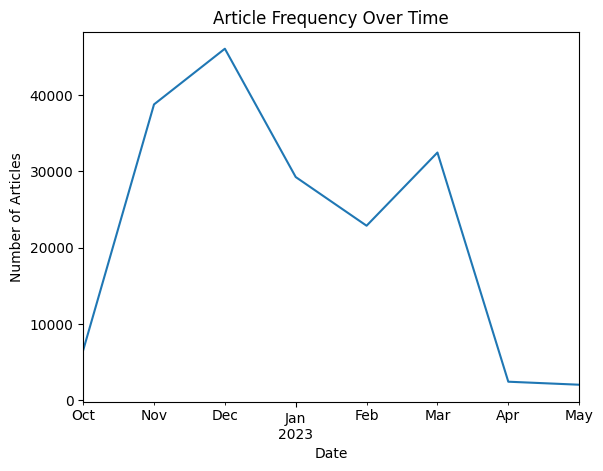 Article Frequency Over Time
Number of Articles
40000
30000
20000
10000
0
Oct Nov Dec Jan Feb Mar Apr May
2023
Date